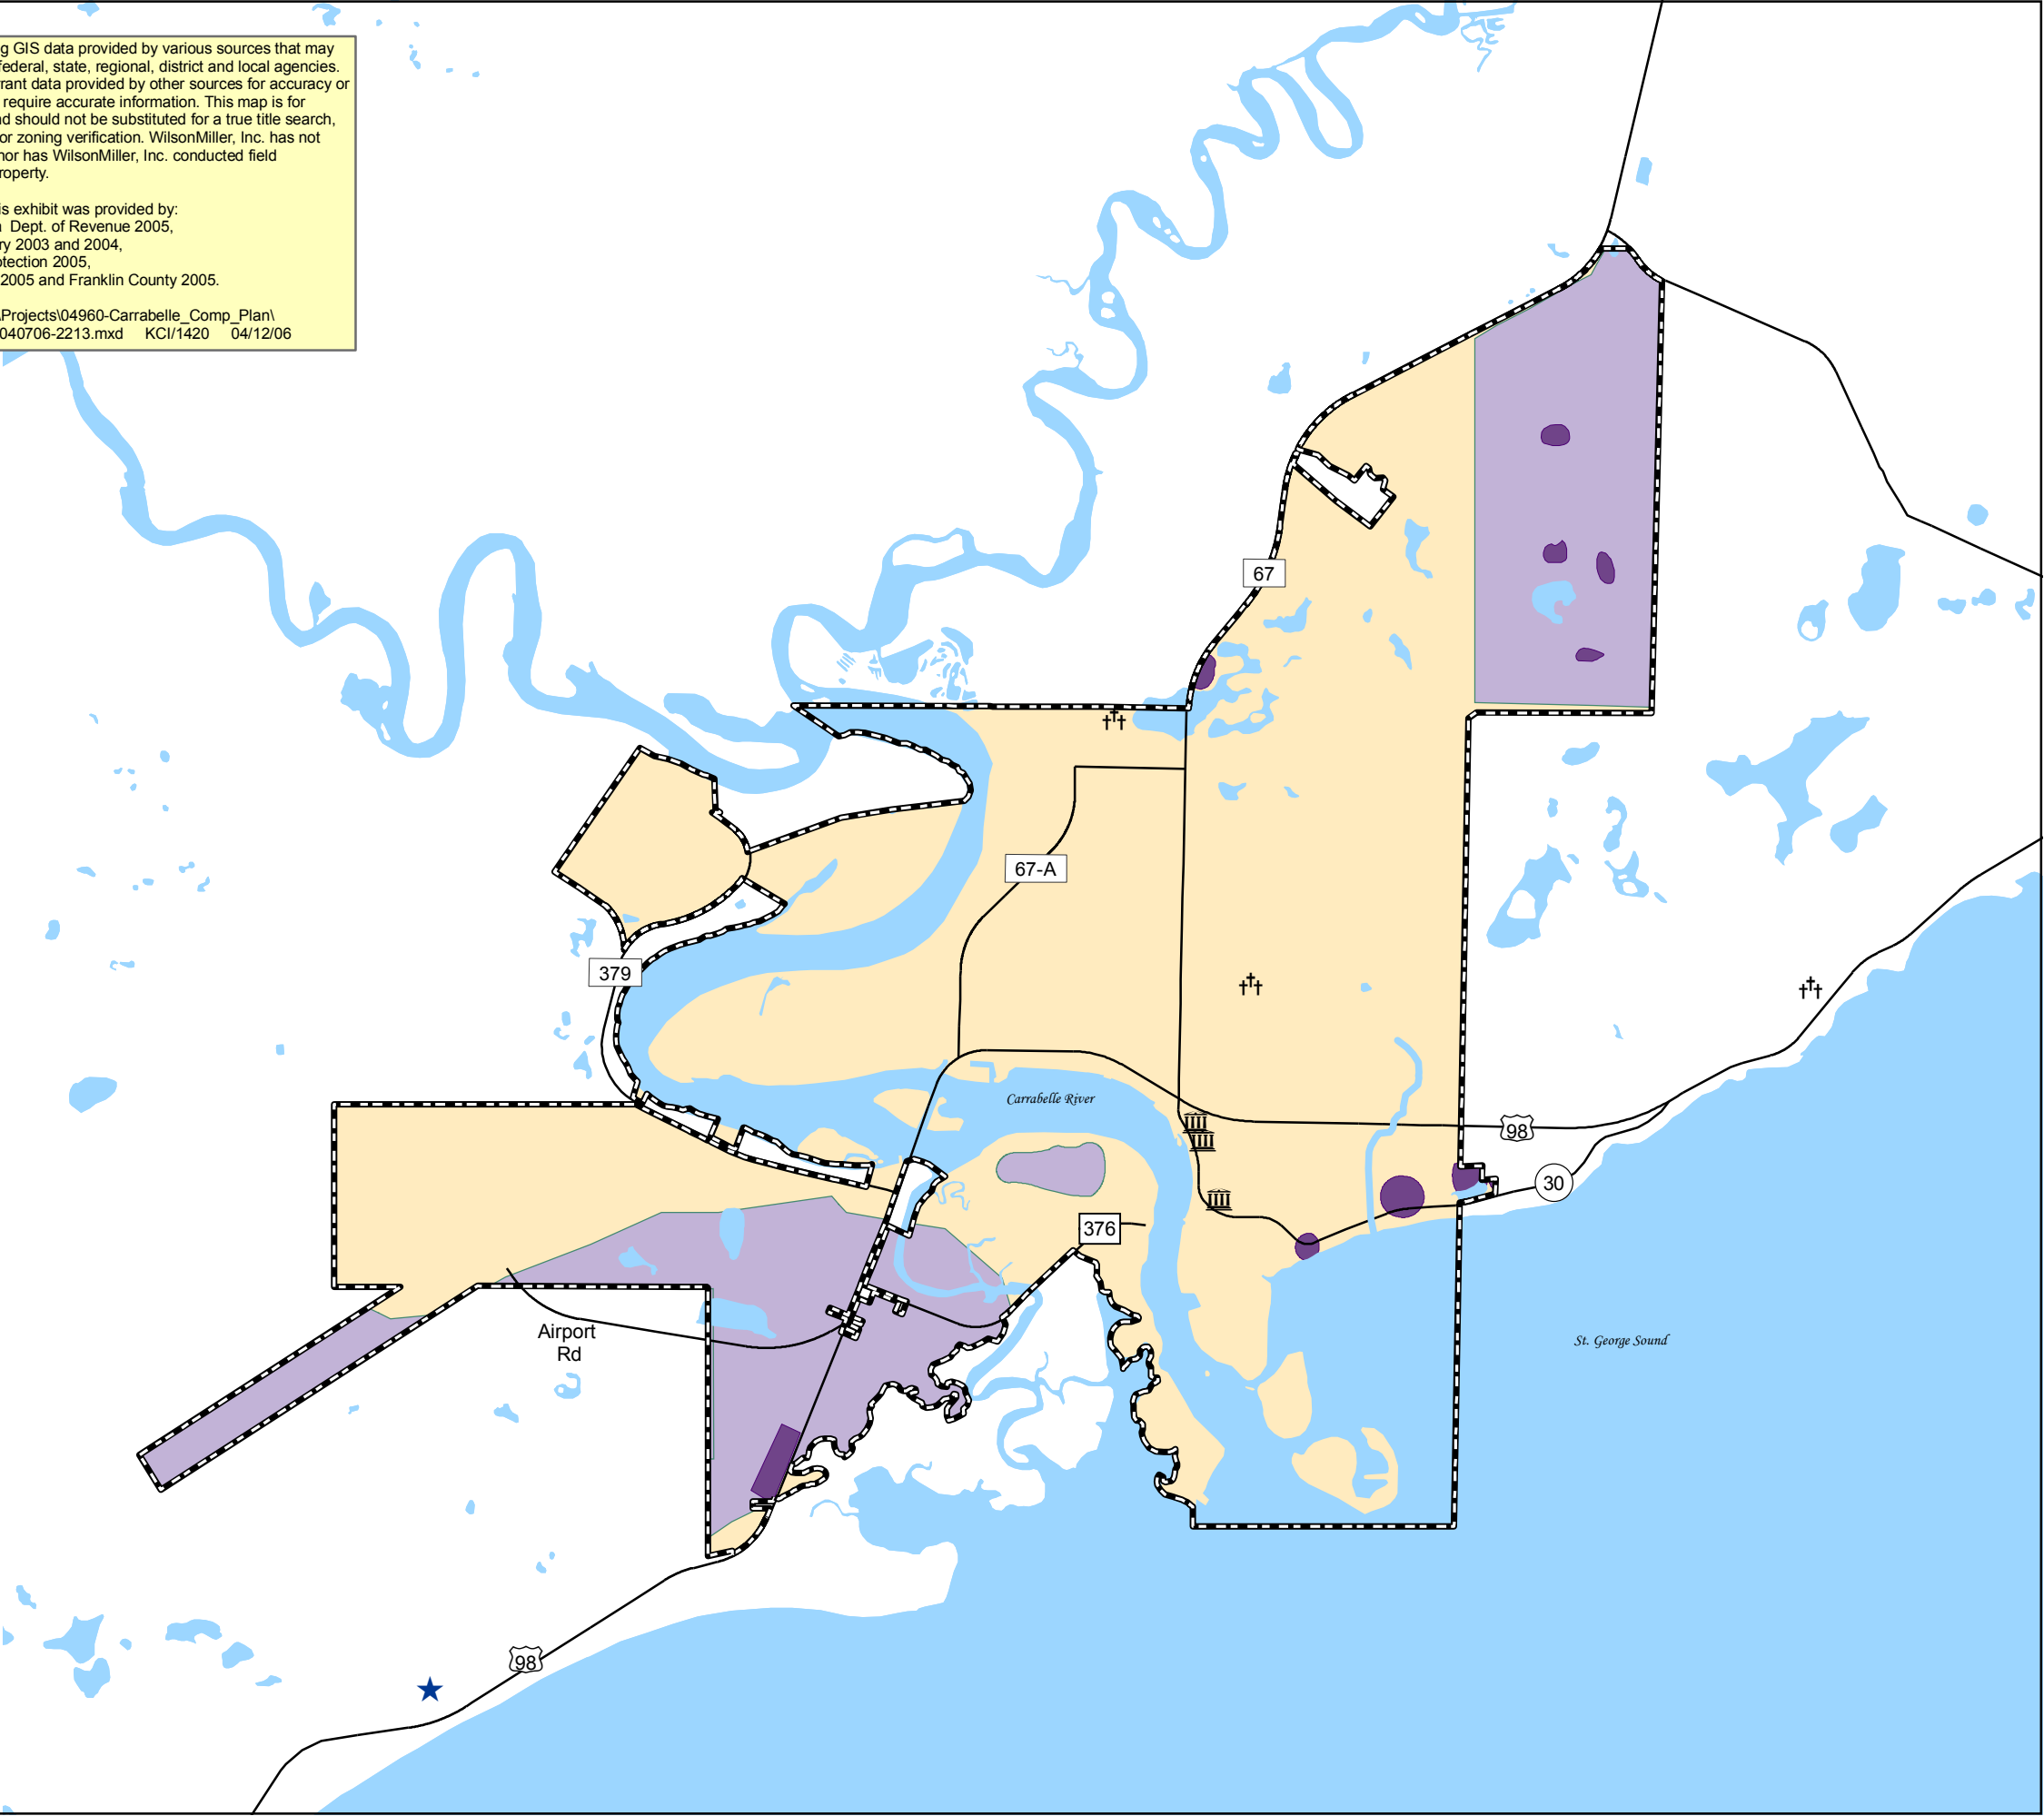 g GIS data provided by various sources that may
federal, state, regional, district and local agencies.
rant data provided by other sources for accuracy or
require accurate information. This map is for
d should not be substituted for a true title search,
or zoning verification. WilsonMiller, Inc. has not
nor has WilsonMiller, Inc. conducted field
roperty.
is exhibit was provided by:
Dept. of Revenue 2005,
ry 2003 and 2004,
otection 2005,
2005 and Franklin County 2005.
\Projects\04960-Carrabelle_Comp_Plan\
040706-2213.mxd KCI/1420 04/12/06
67
67-A
379
Carrabelle River
98
30
376
Airport
Rd
St. George Sound
98